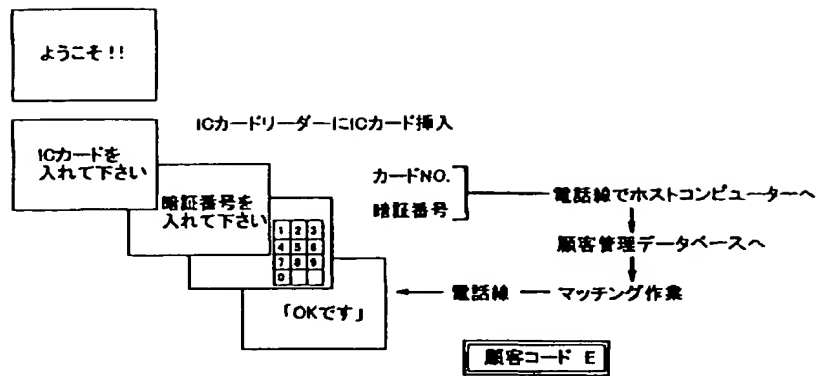 ようこそ!!
ICカードリーダーにICカード挿入
ICカードを
入れて下さい
暗証番号を
入れて下さい
カードNO.
暗証番号
電話線でホストコンピューターへ
顧客管理データベースへ
1 2 3
4 5 6
7 8 9
0
「OKです」
電話線
マッチング作業
顧客コード E